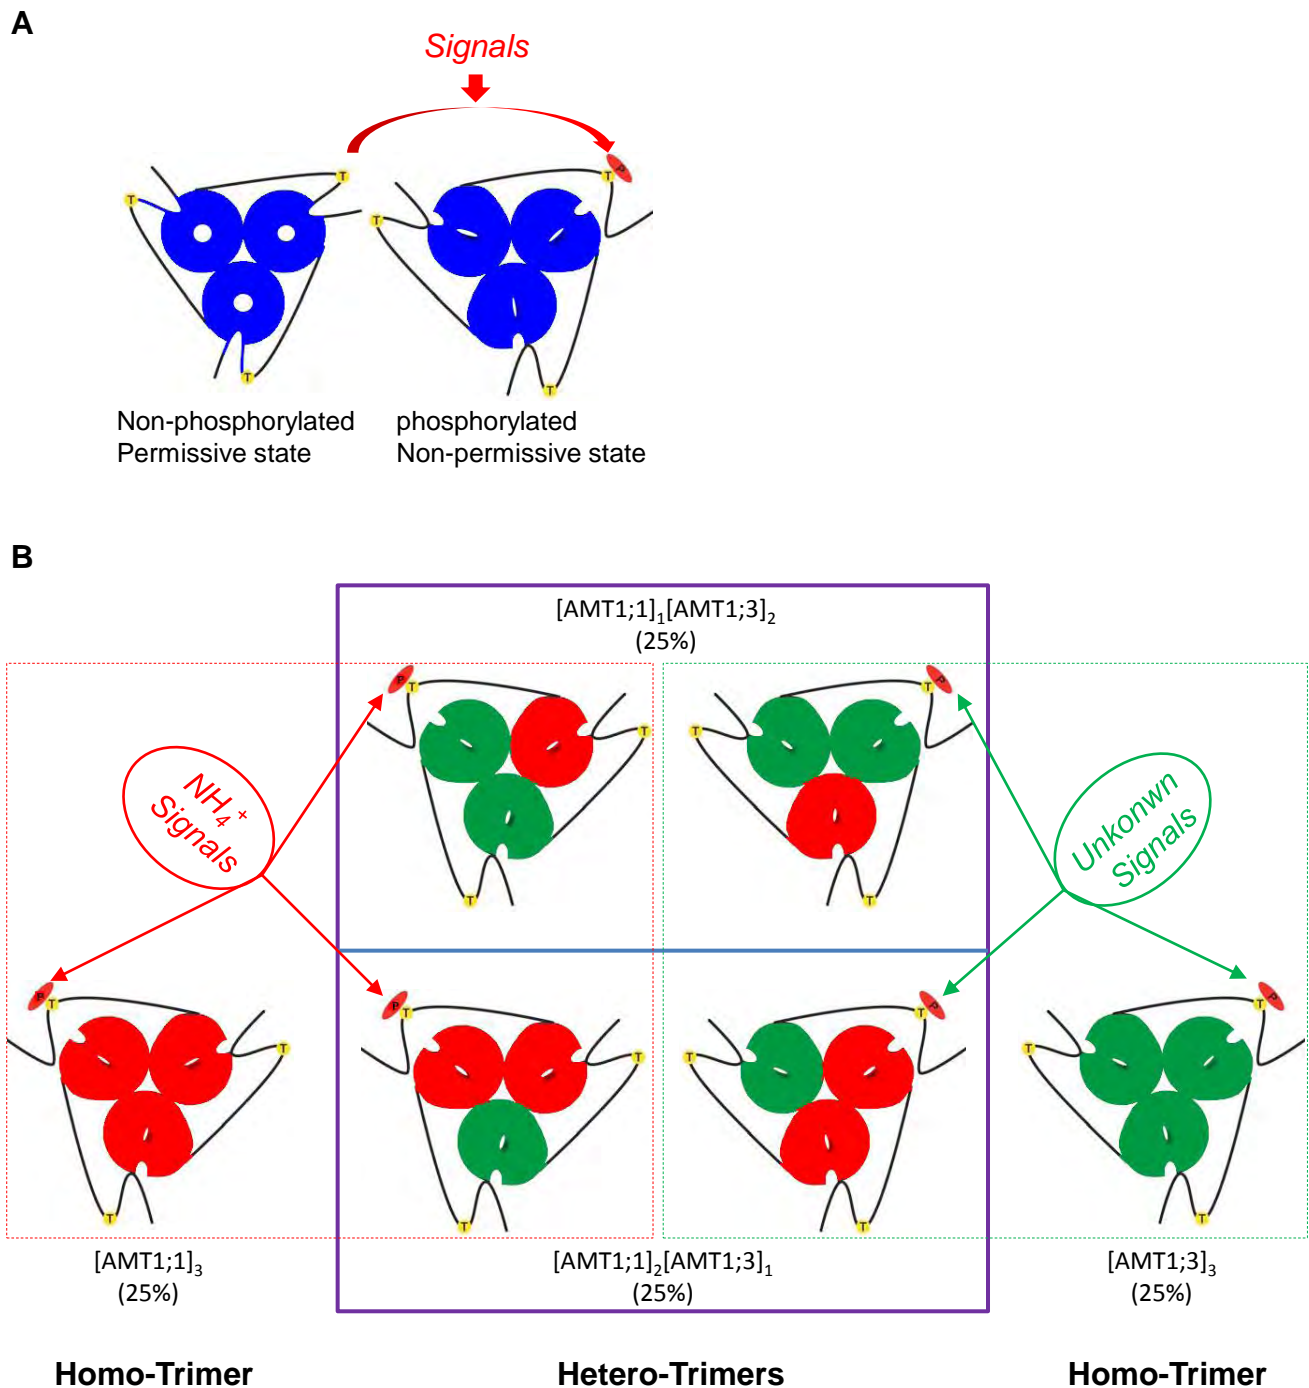 A
Signals
T
T
T
P
T
T
T
Non-phosphorylated
Permissive state
phosphorylated
Non-permissive state
B
[AMT1;1]₁[AMT1;3]₂
(25%)
P
T
T
T
P
T
T
T
NH₄⁺
Signals
Unkonwn
Signals
P
T
T
T
P
T
T
T
P
T
T
T
P
T
T
T
[AMT1;1]₃
(25%)
[AMT1;1]₂[AMT1;3]₁
(25%)
[AMT1;3]₃
(25%)
Homo-Trimer
Hetero-Trimers
Homo-Trimer